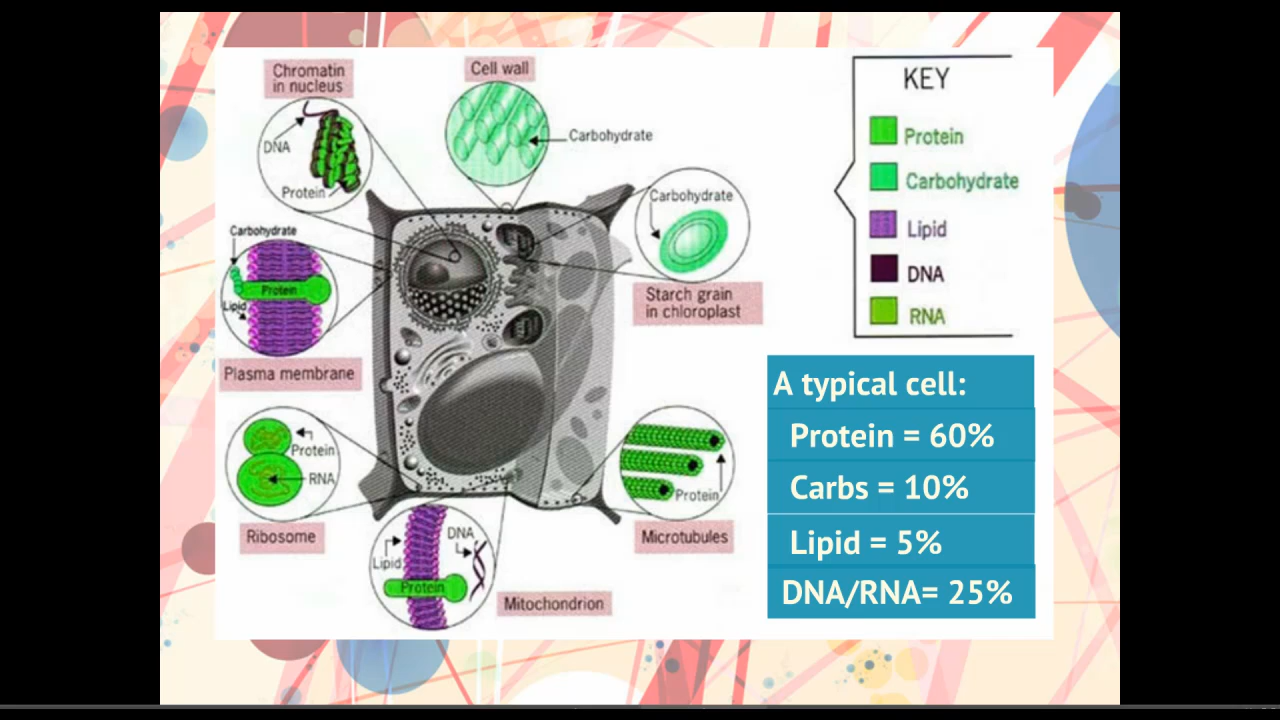 Chromatin
in nucleus
DNA
Protein
Cell wall
Carbohydrate
Carbohydrate
Starch grain
in chloroplast
Carbohydrate
Protein
Lipid
Plasma membrane
Protein
RNA
Ribosome
Lipid
DNA
Protein
Mitochondrion
Protein
Microtubules
KEY
Protein
Carbohydrate
Lipid
DNA
RNA
A typical cell:
Protein = 60%
Carbs = 10%
Lipid = 5%
DNA/RNA= 25%